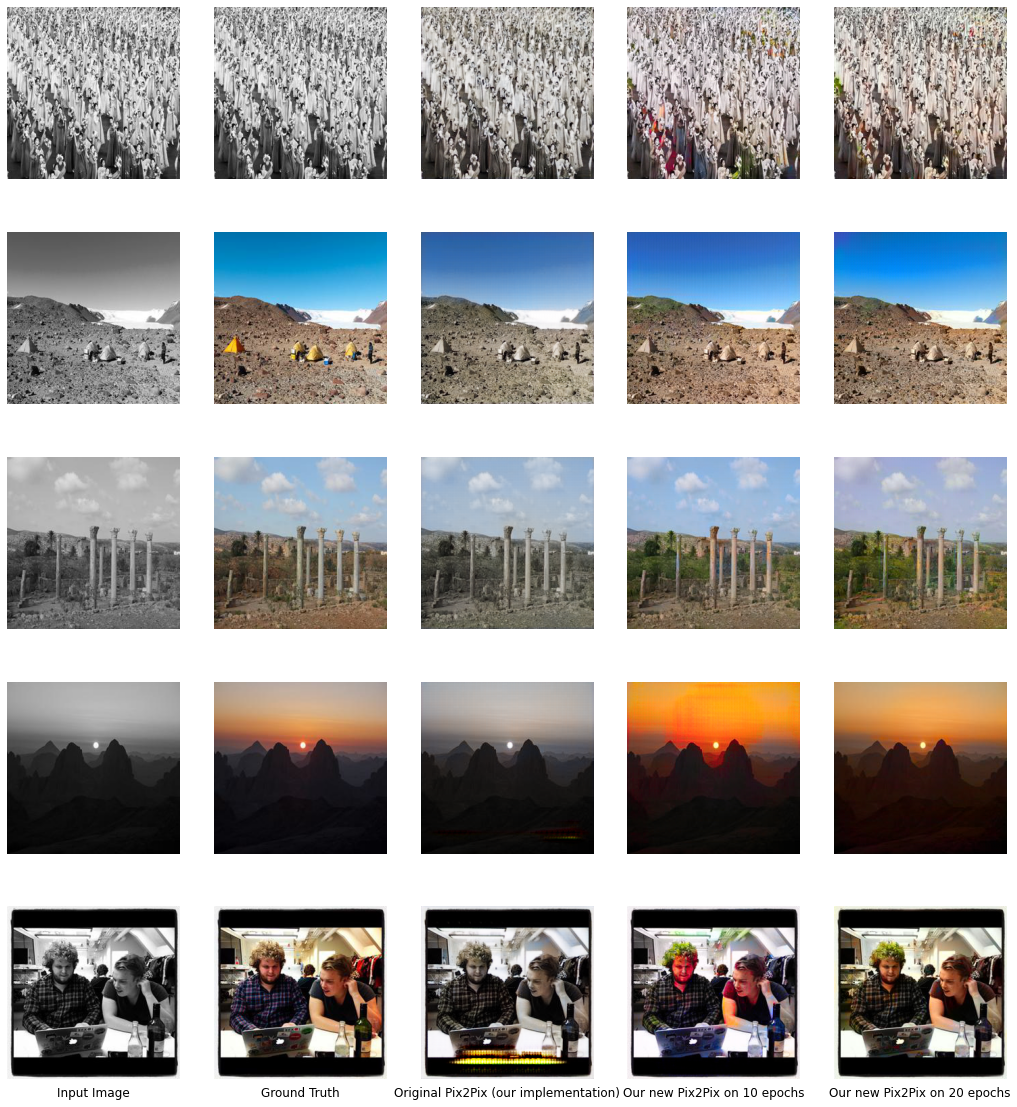 Input Image
Ground Truth
Original Pix2Pix (our implementation)
Our new Pix2Pix on 10 epochs
Our new Pix2Pix on 20 epochs